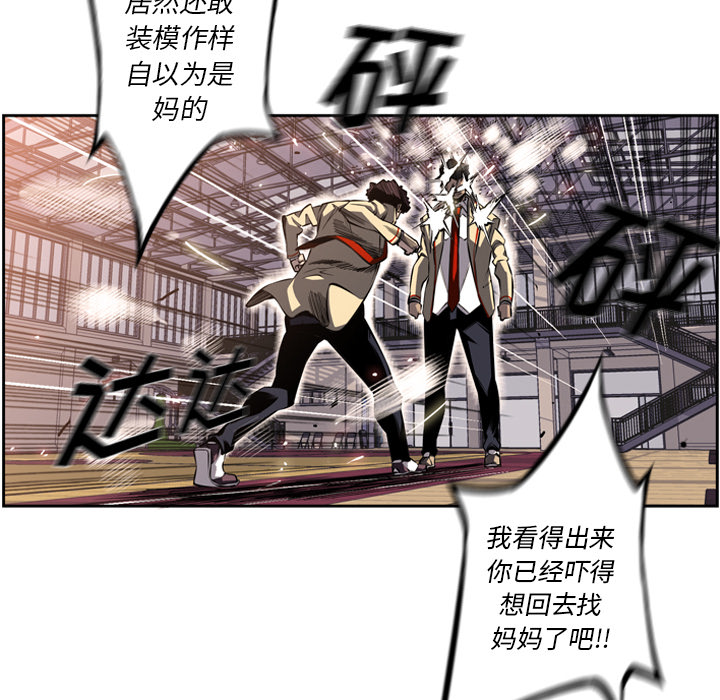 居然还敢
装模作样
自以为是
妈的
砰
砰
达达
我看得出来
你已经吓得
想回去找
妈妈了吧!!